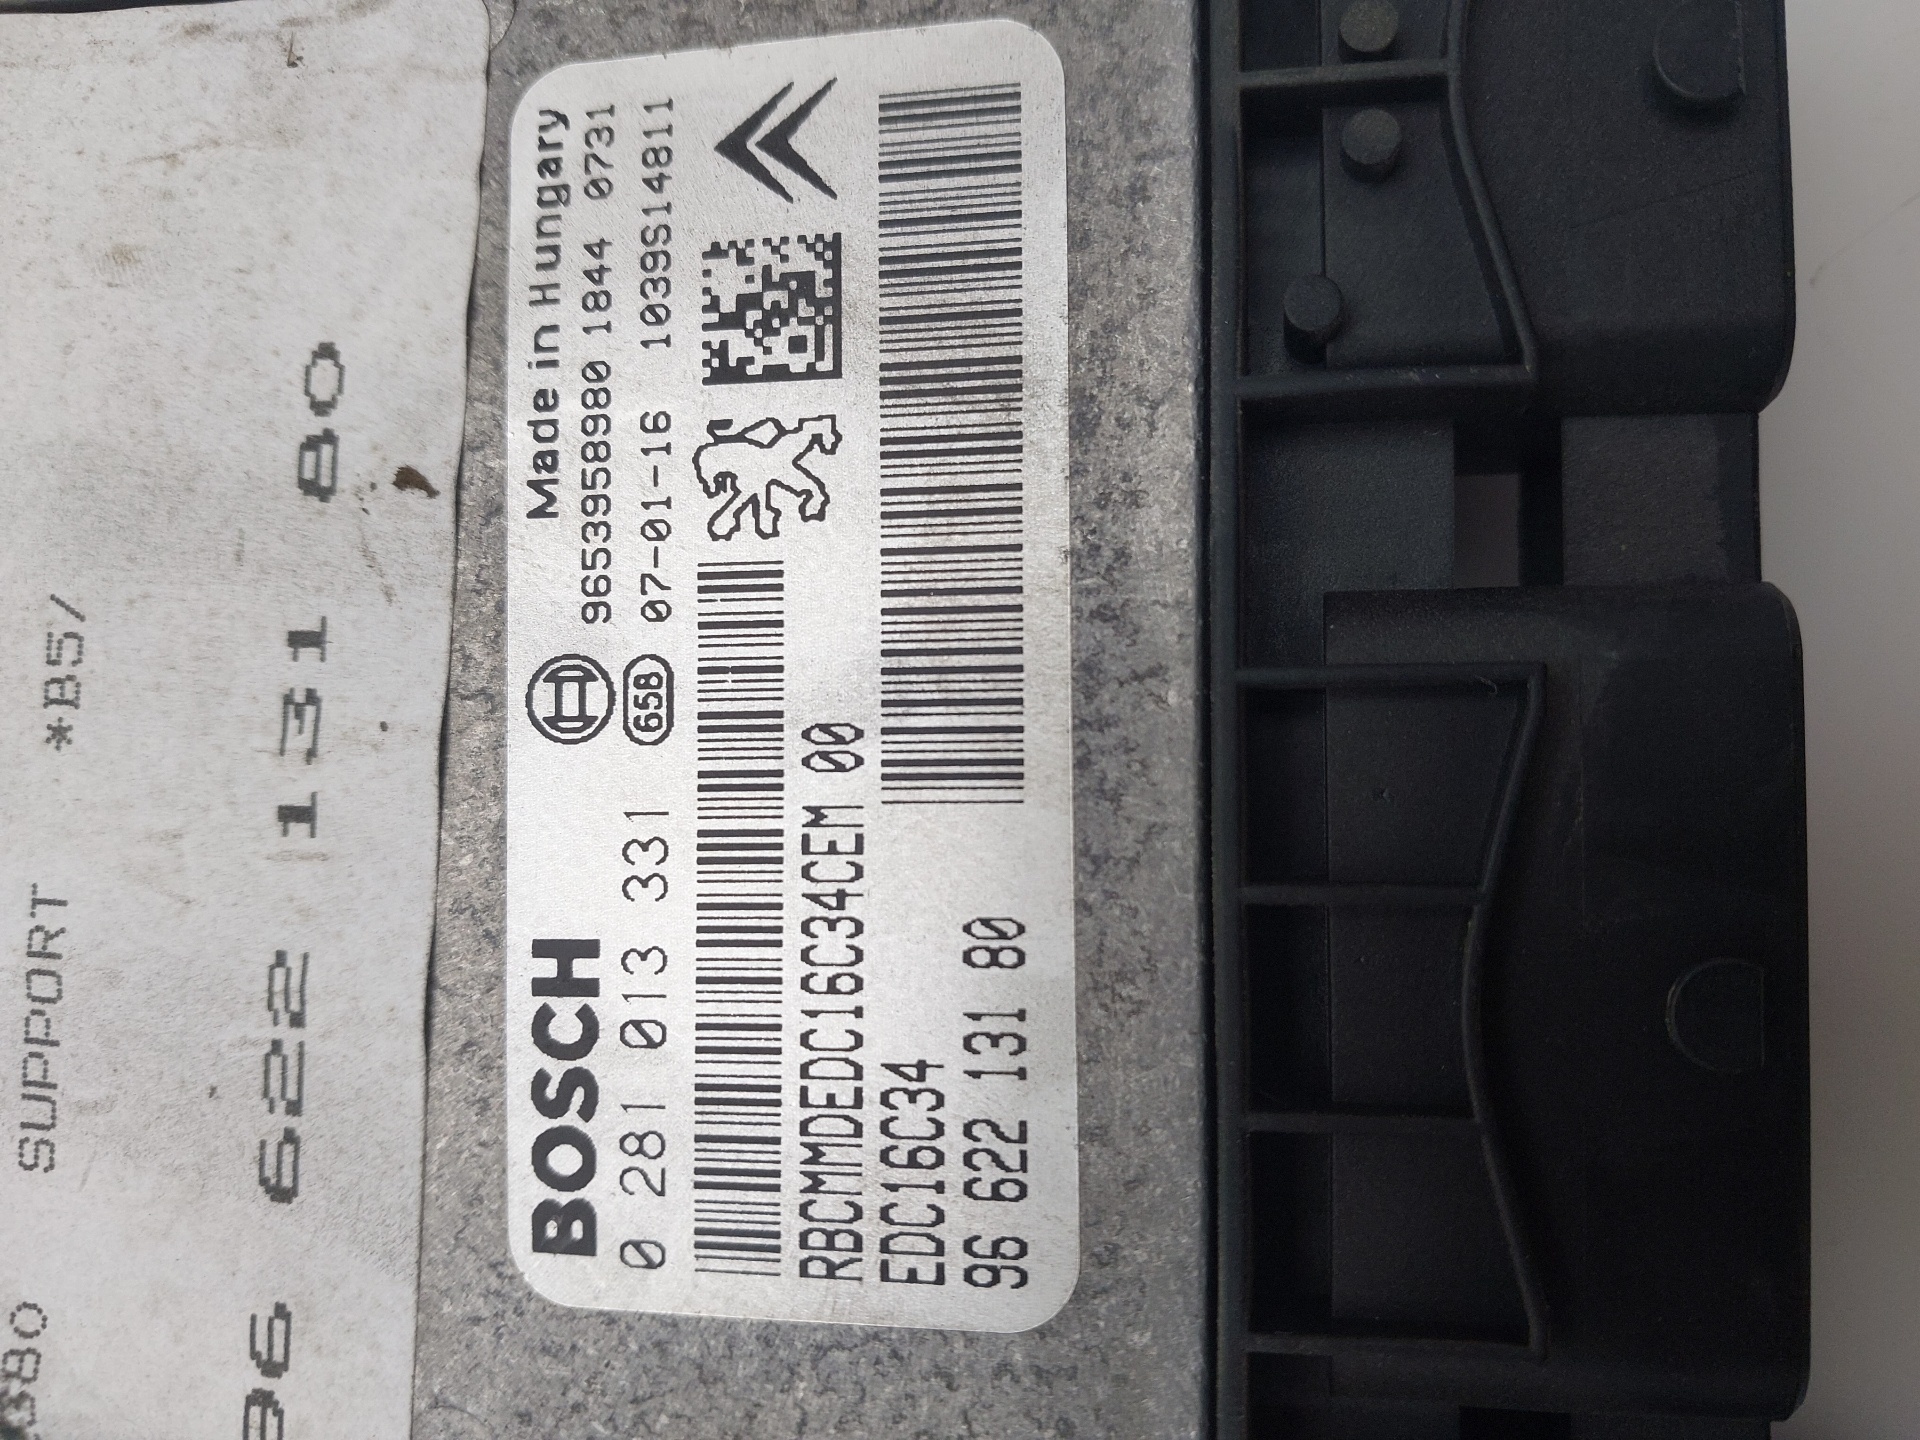 SUPPORT *B5/
96 622 131 80
BOSCH Made in Hungary
0 281 013 331 9653958980 1844 0731
658 07-01-16 1039S14811
RBCMMDEDC16C34CEM 00
EDC16C34
96 622 131 80